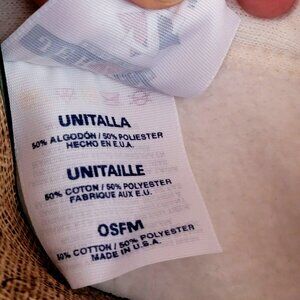 UNITALLA
50% ALGODÓN / 50% POLIESTER
HECHO EN E.U.A.
UNITAILLE
50% COTON / 50% POLYESTER
FABRIQUE AUX E.U.
OSFM
50% COTTON / 50% POLYESTER
MADE IN U.S.A.